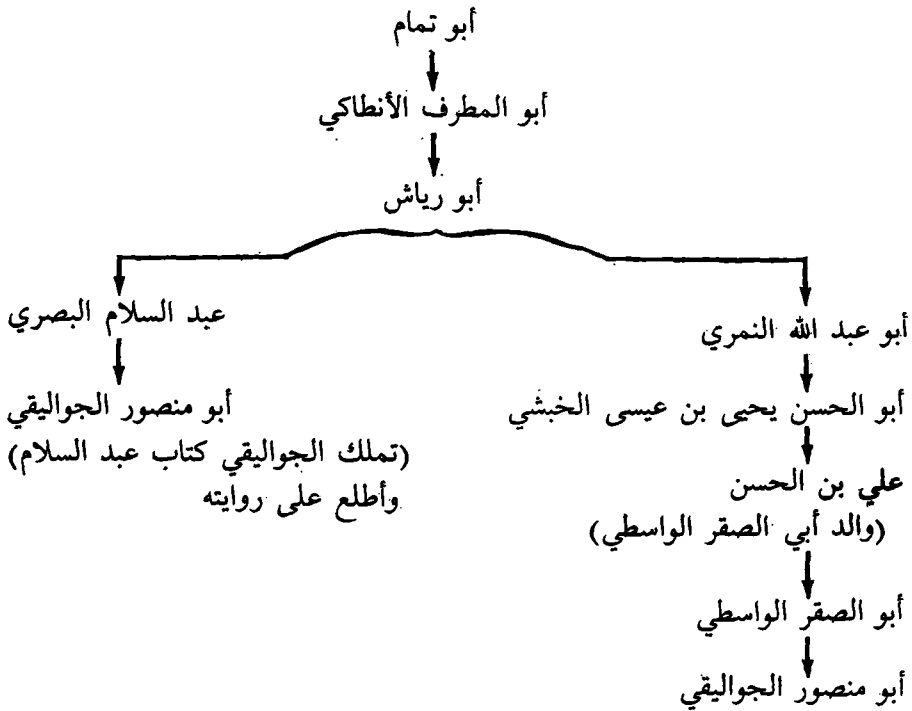 أبو تمام
أبو المطرف الأنطاكي
أبو رياش
أبو عبد الله النمري
أبو الحسن يحيى بن عيسى الخبشي
علي بن الحسن
(والد أبي الصقر الواسطي)
أبو الصقر الواسطي
أبو منصور الجواليقي
عبد السلام البصري
أبو منصور الجواليقي
(تملك الجواليقي كتاب عبد السلام)
وأطلع على روايته